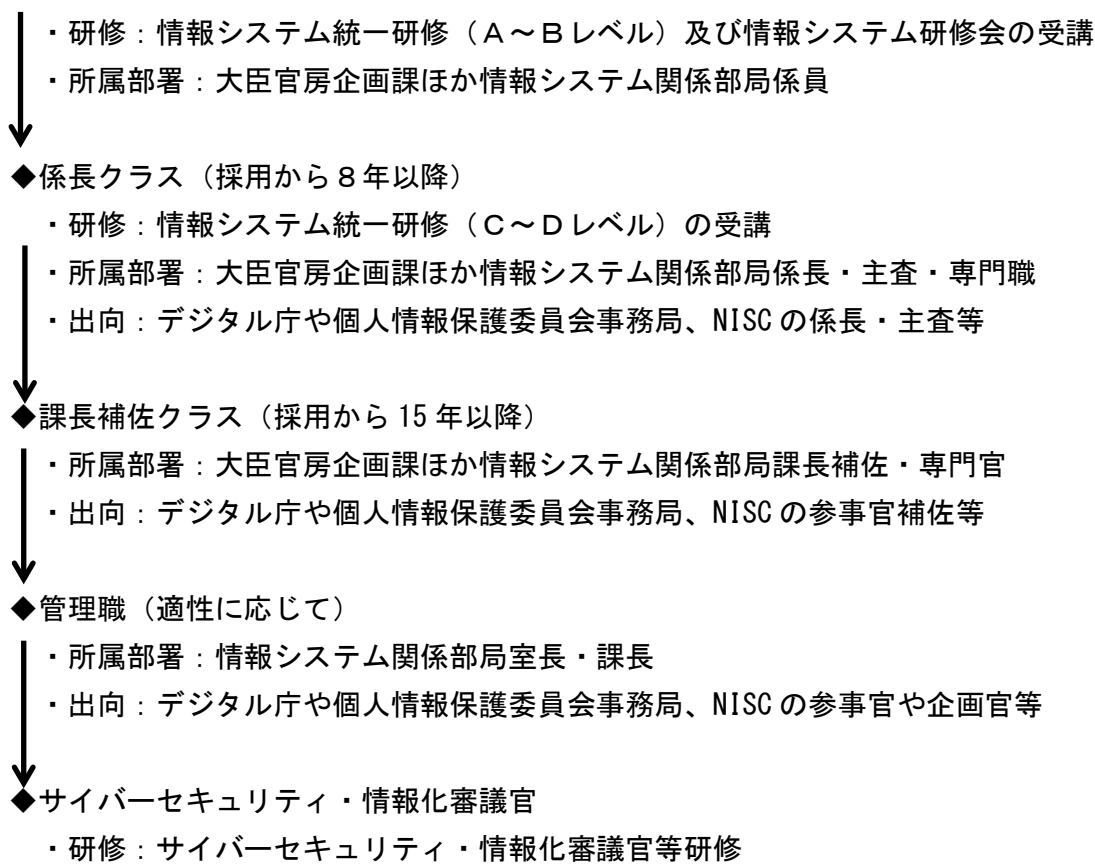 ・研修：情報システム統一研修（Ａ～Ｂレベル）及び情報システム研修会の受講
・所属部署：大臣官房企画課ほか情報システム関係部局係員
◆係長クラス（採用から８年以降）
・研修：情報システム統一研修（Ｃ～Ｄレベル）の受講
・所属部署：大臣官房企画課ほか情報システム関係部局係長・主査・専門職
・出向：デジタル庁や個人情報保護委員会事務局、NISCの係長・主査等
◆課長補佐クラス（採用から15年以降）
・所属部署：大臣官房企画課ほか情報システム関係部局課長補佐・専門官
・出向：デジタル庁や個人情報保護委員会事務局、NISCの参事官補佐等
◆管理職（適性に応じて）
・所属部署：情報システム関係部局室長・課長
・出向：デジタル庁や個人情報保護委員会事務局、NISCの参事官や企画官等
◆サイバーセキュリティ・情報化審議官
・研修：サイバーセキュリティ・情報化審議官等研修